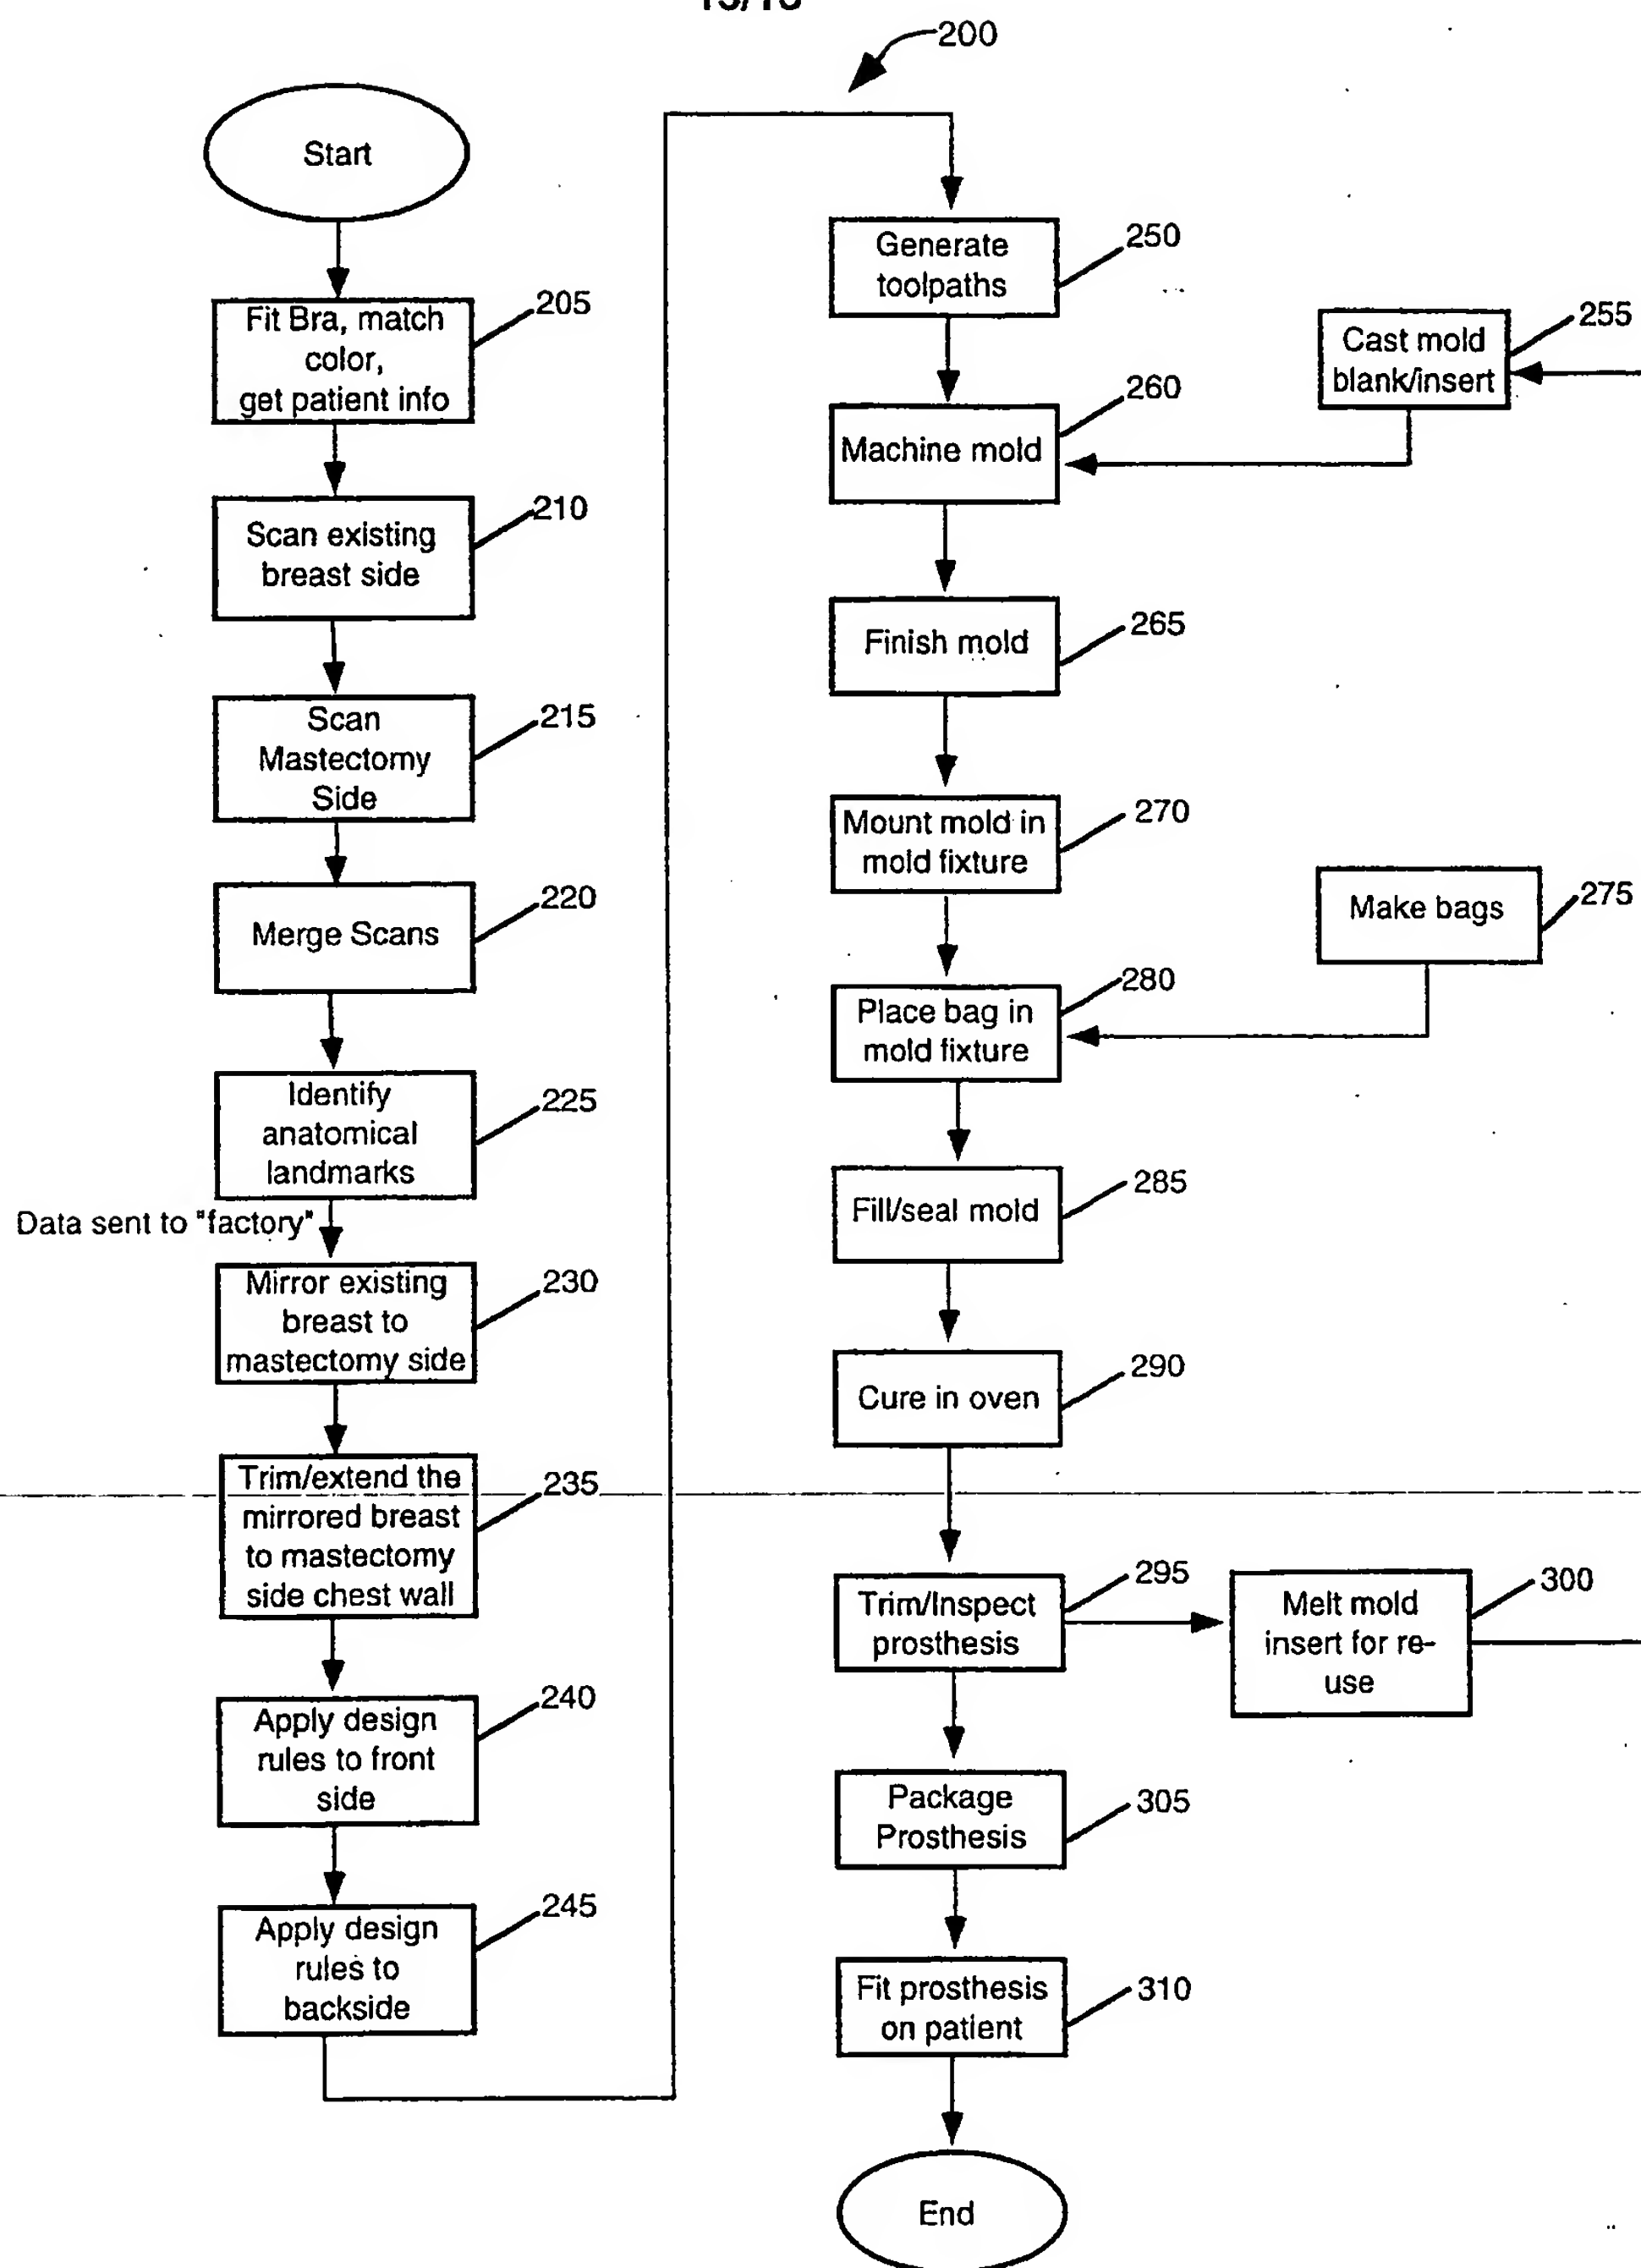 200
Start
Fit Bra, match
color,
get patient info
205
Scan existing
breast side
210
Scan
Mastectomy
Side
215
Merge Scans
220
Identify
anatomical
landmarks
225
Data sent to "factory"
Mirror existing
breast to
mastectomy side
230
Trim/extend the
mirrored breast
to mastectomy
side chest wall
235
Apply design
rules to front
side
240
Apply design
rules to
backside
245
Generate
toolpaths
250
Cast mold
blank/insert
255
Machine mold
260
Finish mold
265
Mount mold in
mold fixture
270
Make bags
275
Place bag in
mold fixture
280
Fill/seal mold
285
Cure in oven
290
Trim/Inspect
prosthesis
295
Melt mold
insert for re-
use
300
Package
Prosthesis
305
Fit prosthesis
on patient
310
End